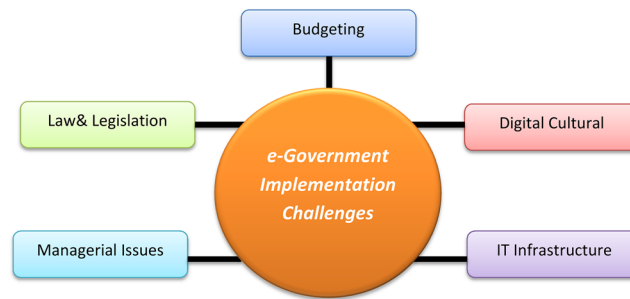 Budgeting
Law& Legislation
Digital Cultural
e-Government
Implementation
Challenges
Managerial Issues
IT Infrastructure